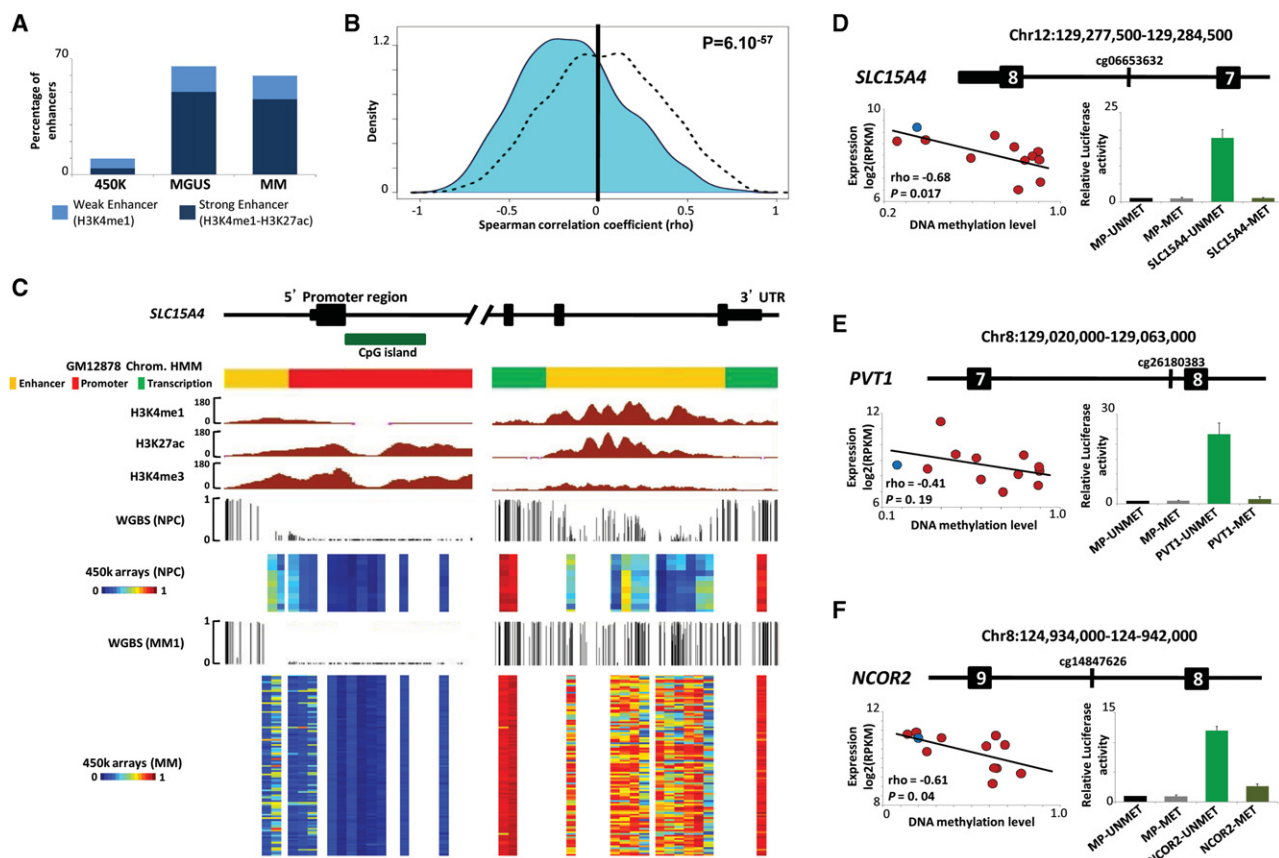 A
70
Percentage of
enhancers
0
450K
MGUS
MM
Weak Enhancer
(H3K4me1)
Strong Enhancer
(H3K4me1-H3K27ac)
B
P=6.10-57
1.2
Density
0
-1
-0.5
0
0.5
1
Spearman correlation coefficient (rho)
C
5' Promoter region
3' UTR
SLC15A4
CpG island
GM12878 Chrom. HMM
Enhancer
Promoter
Transcription
H3K4me1
180
0
H3K27ac
180
0
H3K4me3
180
0
WGBS (NPC)
1
0
450k arrays (NPC)
0
1
WGBS (MM1)
1
0
450k arrays (MM)
0
1
D
Chr12:129,277,500-129,284,500
cg06653632
SLC15A4
8
7
Expression
log2(RPKM)
10
6
rho = -0.68
P = 0.017
0.2
1.0
DNA methylation level
Relative Luciferase
activity
25
0
MP-UNMET
MP-MET
SLC15A4-UNMET
SLC15A4-MET
E
Chr8:129,020,000-129,063,000
cg26180383
PVT1
7
8
Expression
log2(RPKM)
12
6
rho = -0.41
P = 0. 19
0.1
1.0
DNA methylation level
Relative Luciferase
activity
30
0
MP-UNMET
MP-MET
PVT1-UNMET
PVT1-MET
F
Chr8:124,934,000-124-942,000
cg14847626
NCOR2
9
8
Expression
log2(RPKM)
12
8
rho = -0.61
P = 0. 04
0
1.0
DNA methylation level
Relative Luciferase
activity
15
0
MP-UNMET
MP-MET
NCOR2-UNMET
NCOR2-MET